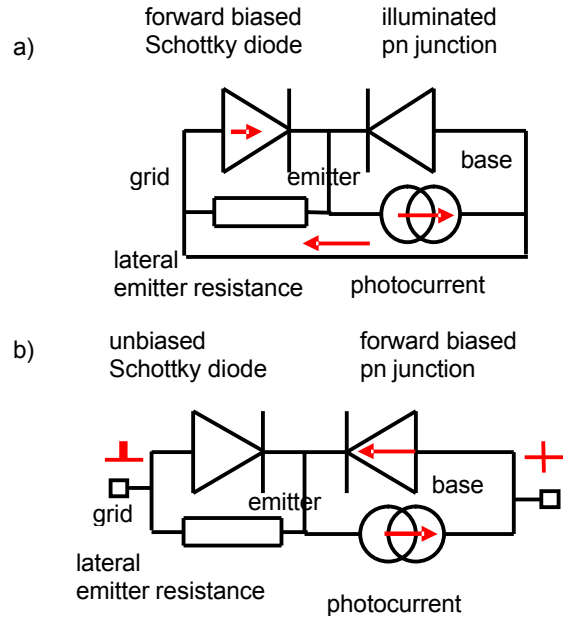 a)
forward biased
Schottky diode
illuminated
pn junction
grid
emitter
base
lateral
emitter resistance
photocurrent
b)
unbiased
Schottky diode
forward biased
pn junction
grid
emitter
base
lateral
emitter resistance
photocurrent